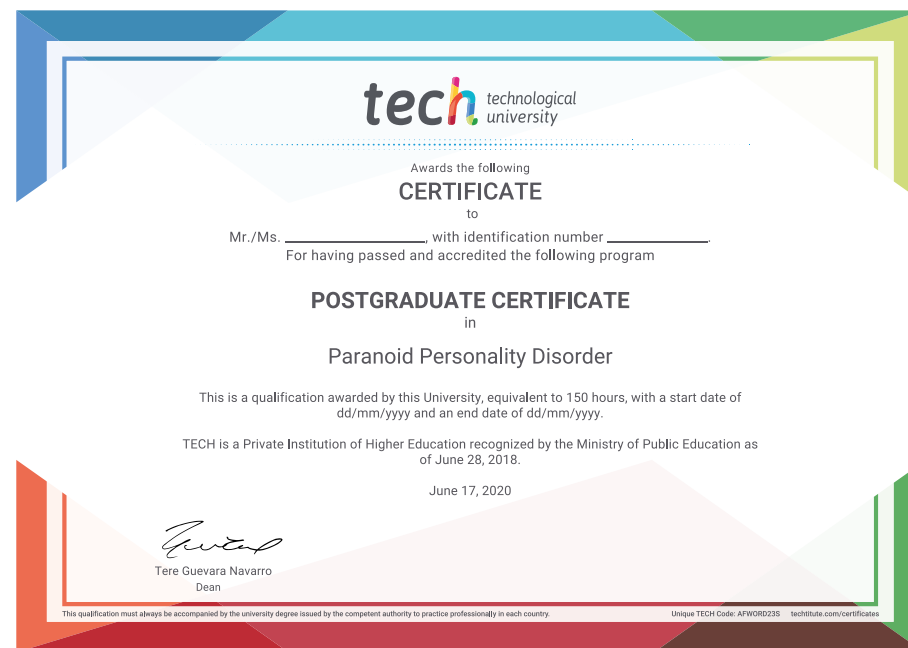 tech technological
university
Awards the following
CERTIFICATE
to
Mr./Ms. ____________________, with identification number ______________.
For having passed and accredited the following program
POSTGRADUATE CERTIFICATE
in
Paranoid Personality Disorder
This is a qualification awarded by this University, equivalent to 150 hours, with a start date of
dd/mm/yyyy and an end date of dd/mm/yyyy.
TECH is a Private Institution of Higher Education recognized by the Ministry of Public Education as
of June 28, 2018.
June 17, 2020
Tere Guevara Navarro
Dean
This qualification must always be accompanied by the university degree issued by the competent authority to practice professionally in each country. Unique TECH Code: AFWORD23S techtitute.com/certificates